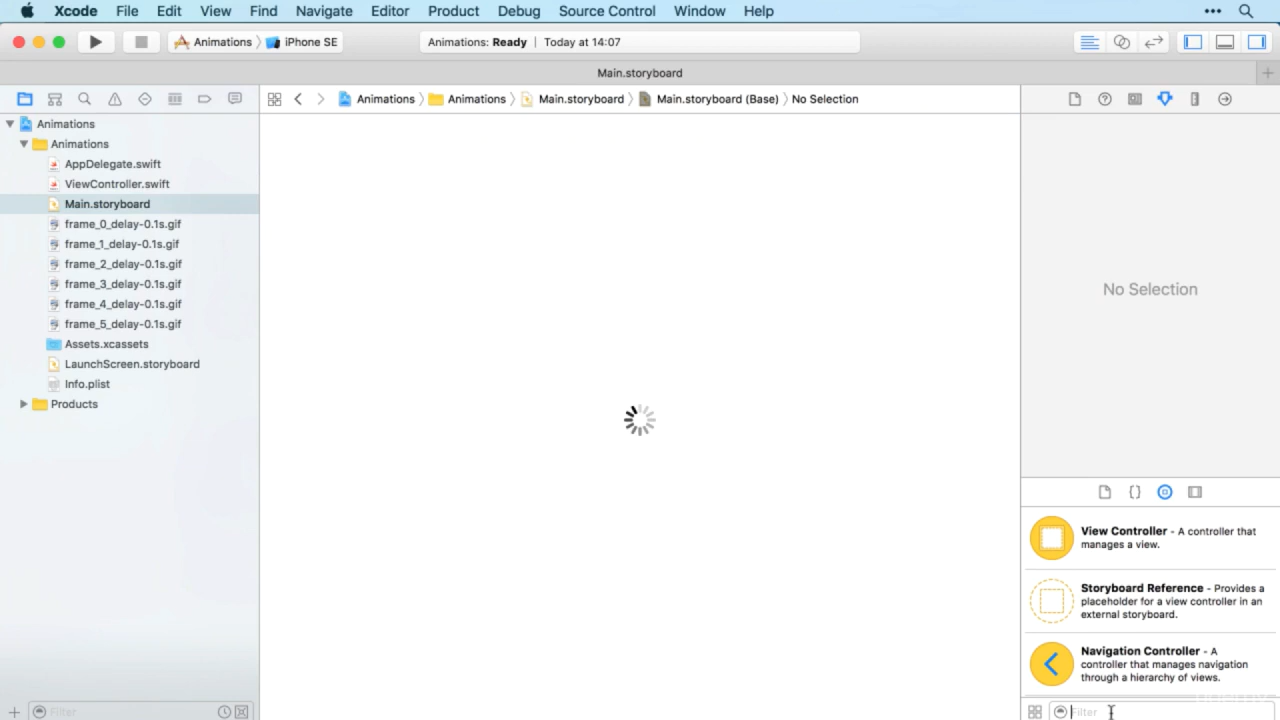 Xcode File Edit View Find Navigate Editor Product Debug Source Control Window Help
Animations iPhone SE Animations: Ready Today at 14:07
Main.storyboard
Animations Animations Main.storyboard Main.storyboard (Base) No Selection
Animations
Animations
AppDelegate.swift
ViewController.swift
Main.storyboard
frame_0_delay-0.1s.gif
frame_1_delay-0.1s.gif
frame_2_delay-0.1s.gif
frame_3_delay-0.1s.gif
frame_4_delay-0.1s.gif
frame_5_delay-0.1s.gif
Assets.xcassets
LaunchScreen.storyboard
Info.plist
Products
Filter
No Selection
View Controller - A controller that
manages a view.
Storyboard Reference - Provides a
placeholder for a view controller in an
external storyboard.
Navigation Controller - A
controller that manages navigation
through a hierarchy of views.
Filter